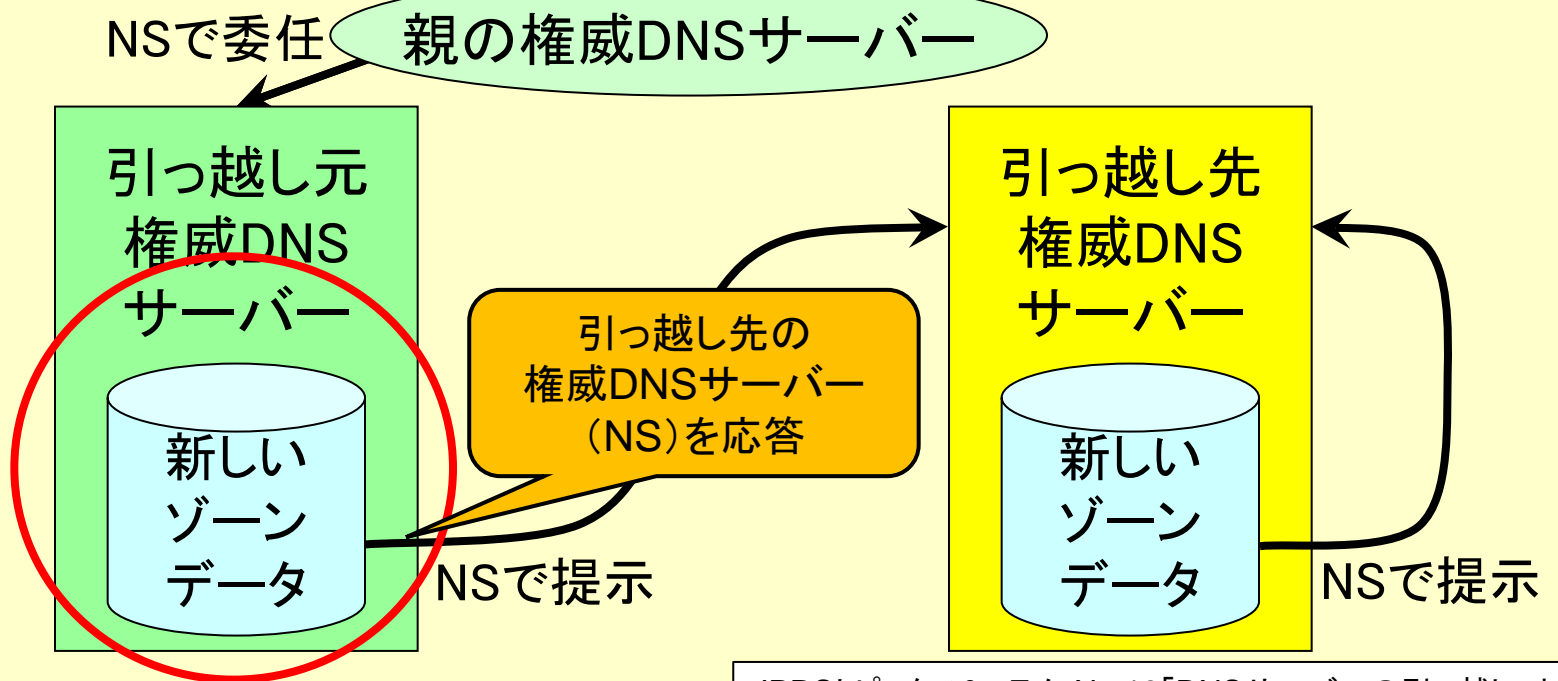 NSで委任
親の権威DNSサーバー
引っ越し元
権威DNS
サーバー
新しい
ゾーン
データ
引っ越し先の
権威DNSサーバー
（NS）を応答
NSで提示
引っ越し先
権威DNS
サーバー
新しい
ゾーン
データ
NSで提示